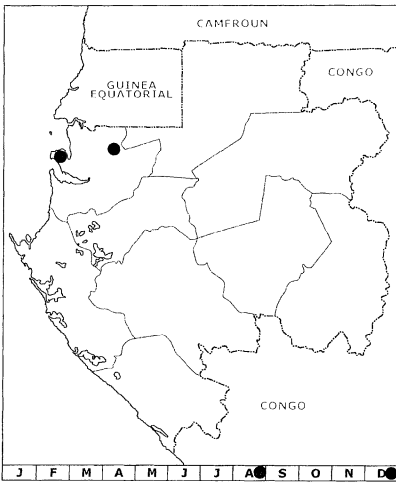 CAMEROUN
CONGO
GUINEA
EQUATORIAL
CONGO
J F M A M J J A S O N D